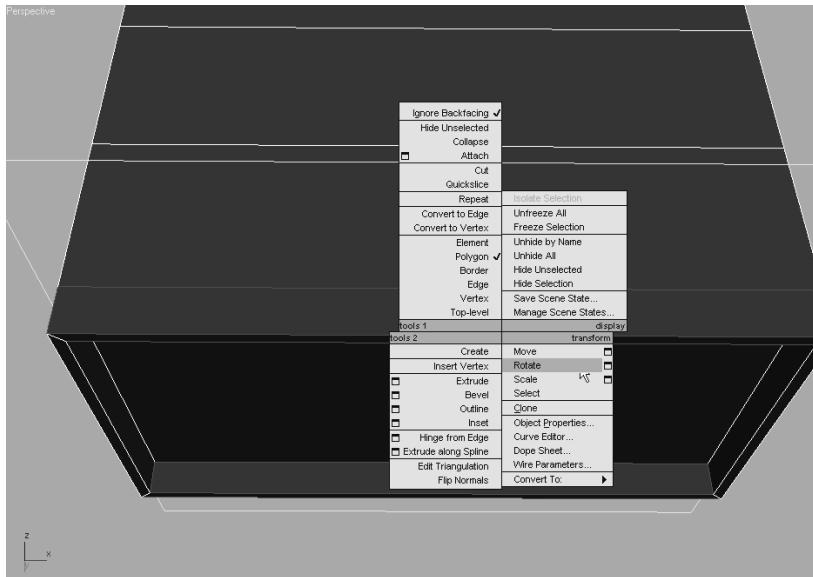 Perspective
Ignore Backfacing
Hide Unselected
Collapse
Attach
Cut
Quickslice
Repeat
Convert to Edge
Convert to Vertex
Element
Polygon
Border
Edge
Vertex
Top-level
tools 1
Isolate Selection
Unfreeze All
Freeze Selection
Unhide by Name
Unhide All
Hide Unselected
Hide Selection
Save Scene State...
Manage Scene States...
display
tools 2
Create
Insert Vertex
Extrude
Bevel
Outline
Inset
Hinge from Edge
Extrude along Spline
Edit Triangulation
Flip Normals
transform
Move
Rotate
Scale
Select
Clone
Object Properties...
Curve Editor...
Dope Sheet...
Wire Parameters...
Convert To:
z
x
y